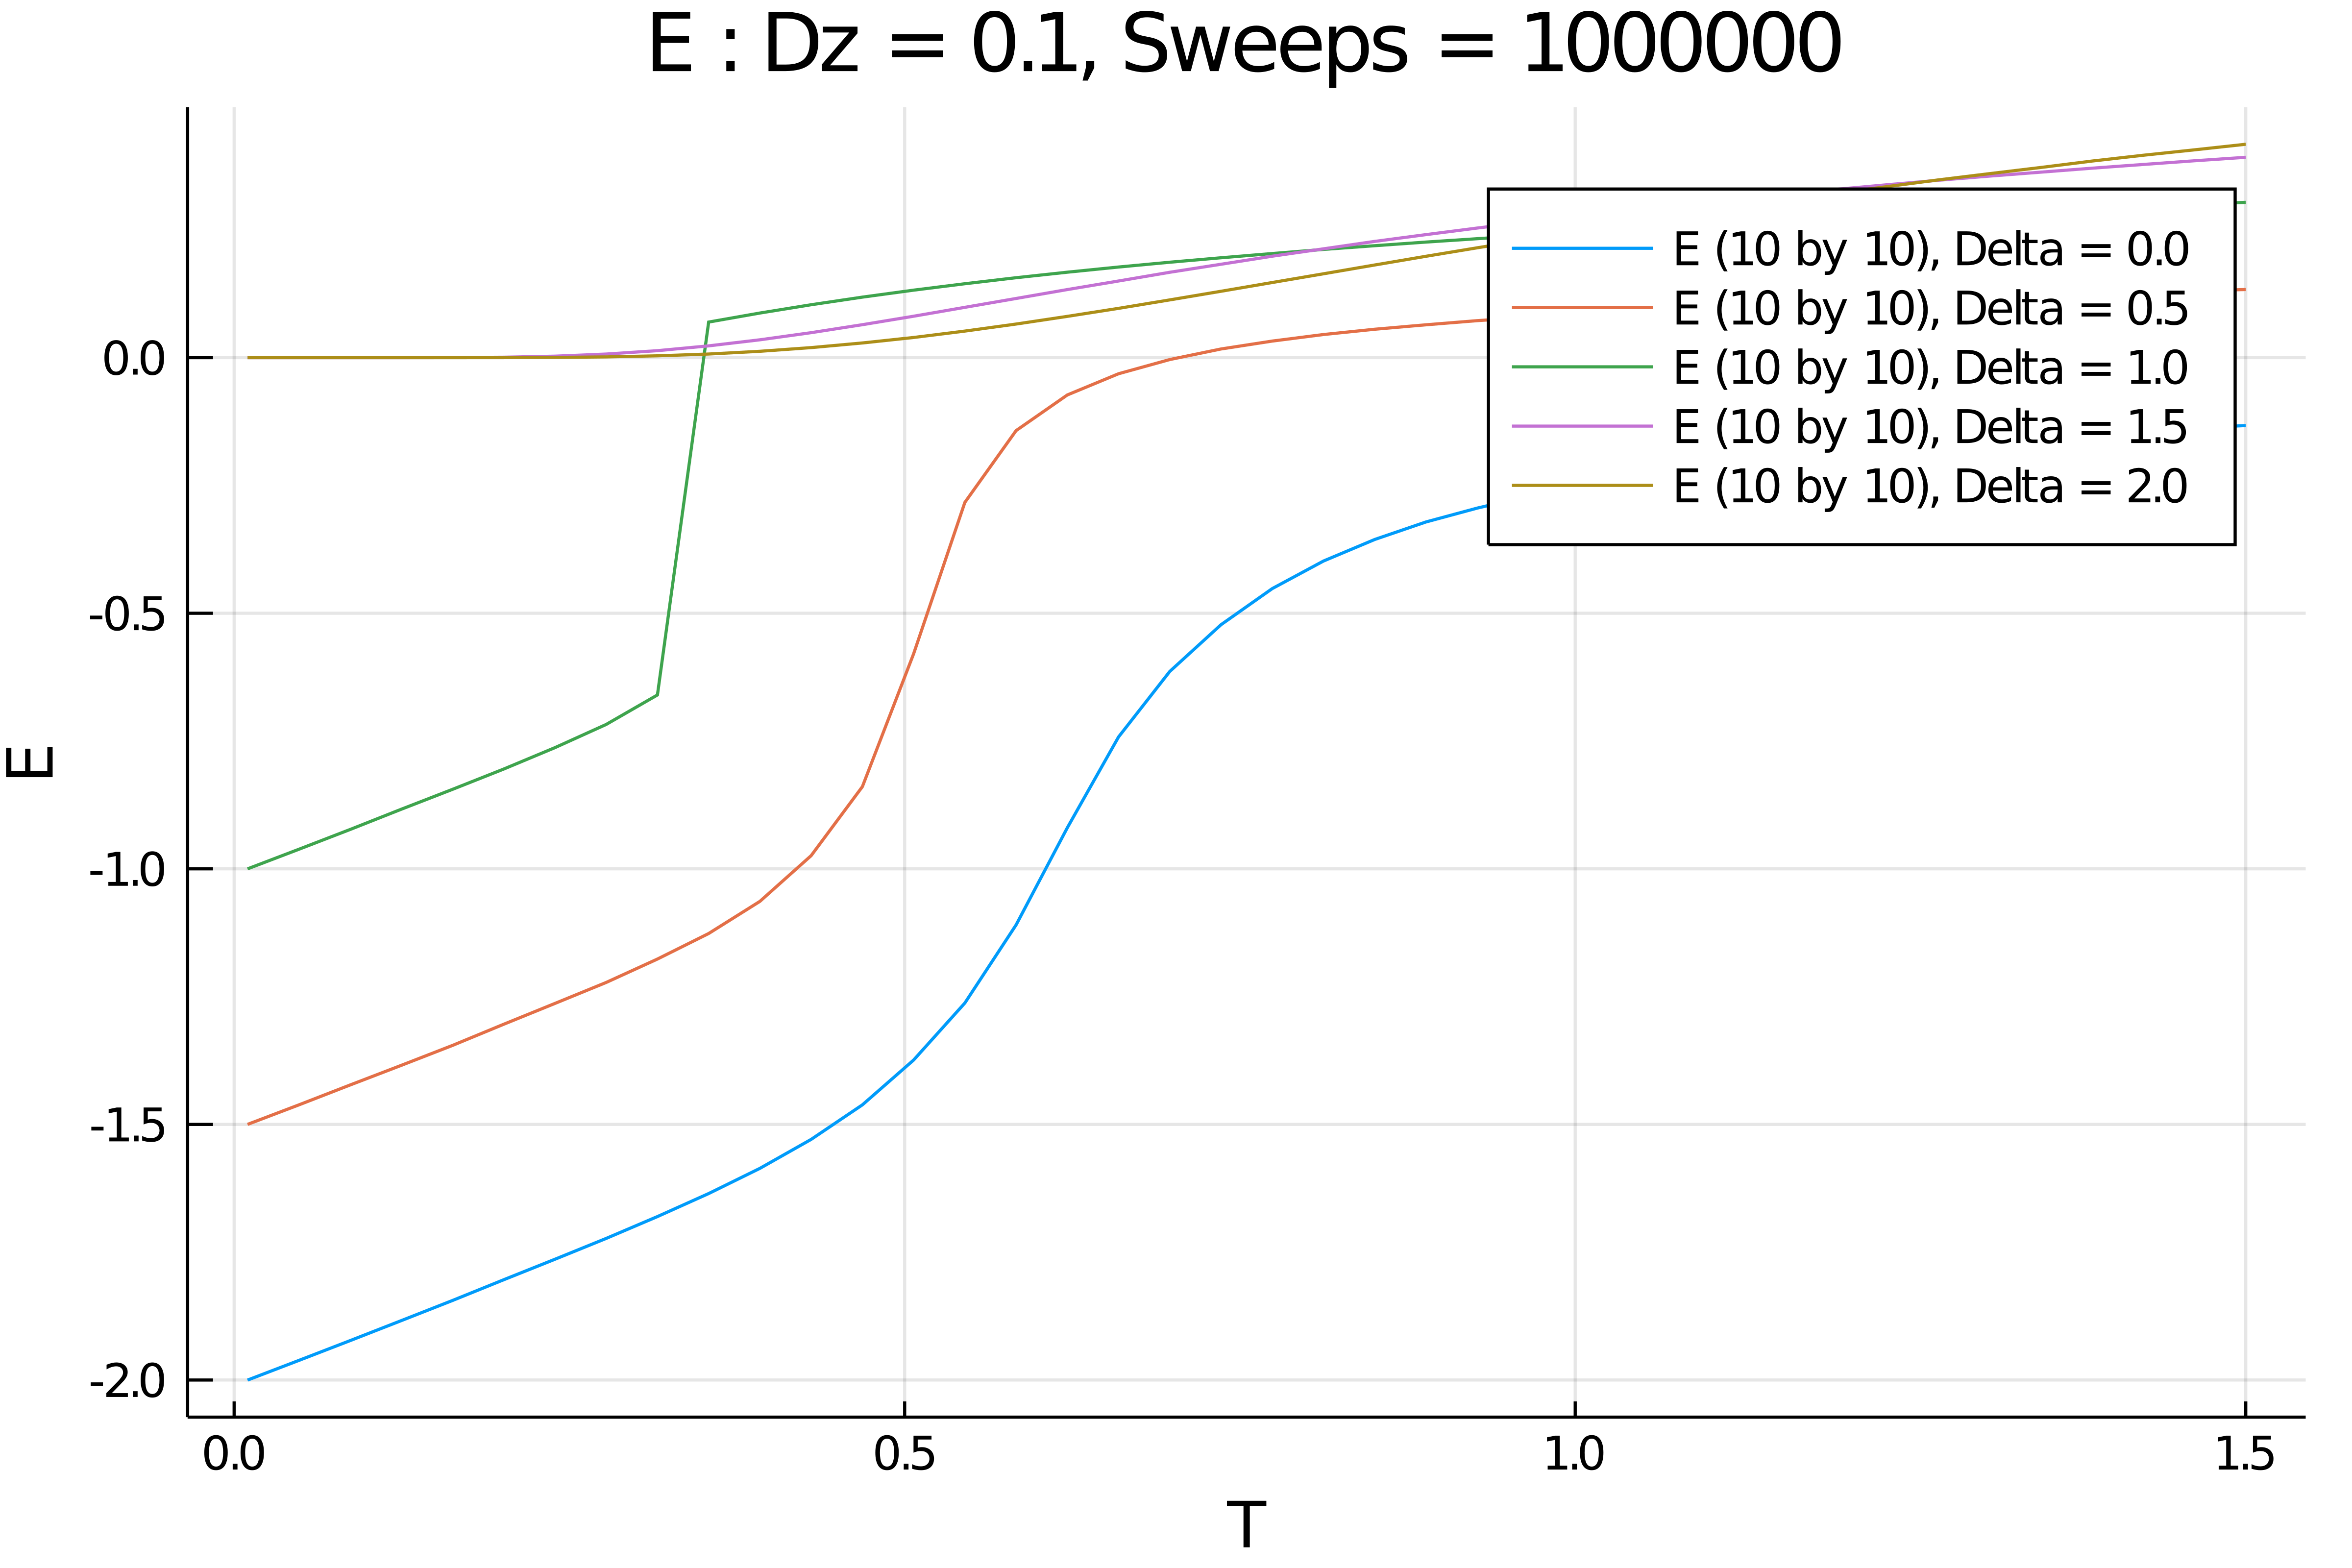 E : Dz = 0.1, Sweeps = 1000000
E (10 by 10), Delta = 0.0
E (10 by 10), Delta = 0.5
E (10 by 10), Delta = 1.0
E (10 by 10), Delta = 1.5
E (10 by 10), Delta = 2.0
0.0
-0.5
-1.0
-1.5
-2.0
E
0.0
0.5
1.0
1.5
T